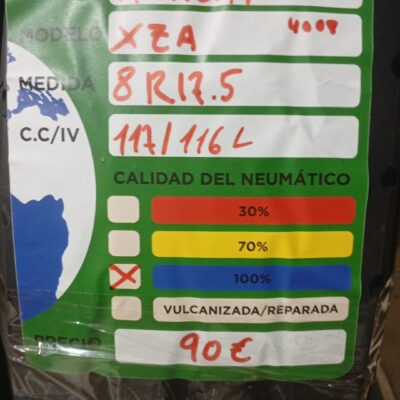 MODELO XZA 4008
MEDIDA 8 R17.5
C.C/IV 117/116 L
CALIDAD DEL NEUMÁTICO
30%
70%
X 100%
VULCANIZADA/REPARADA
PRECIO 90 €